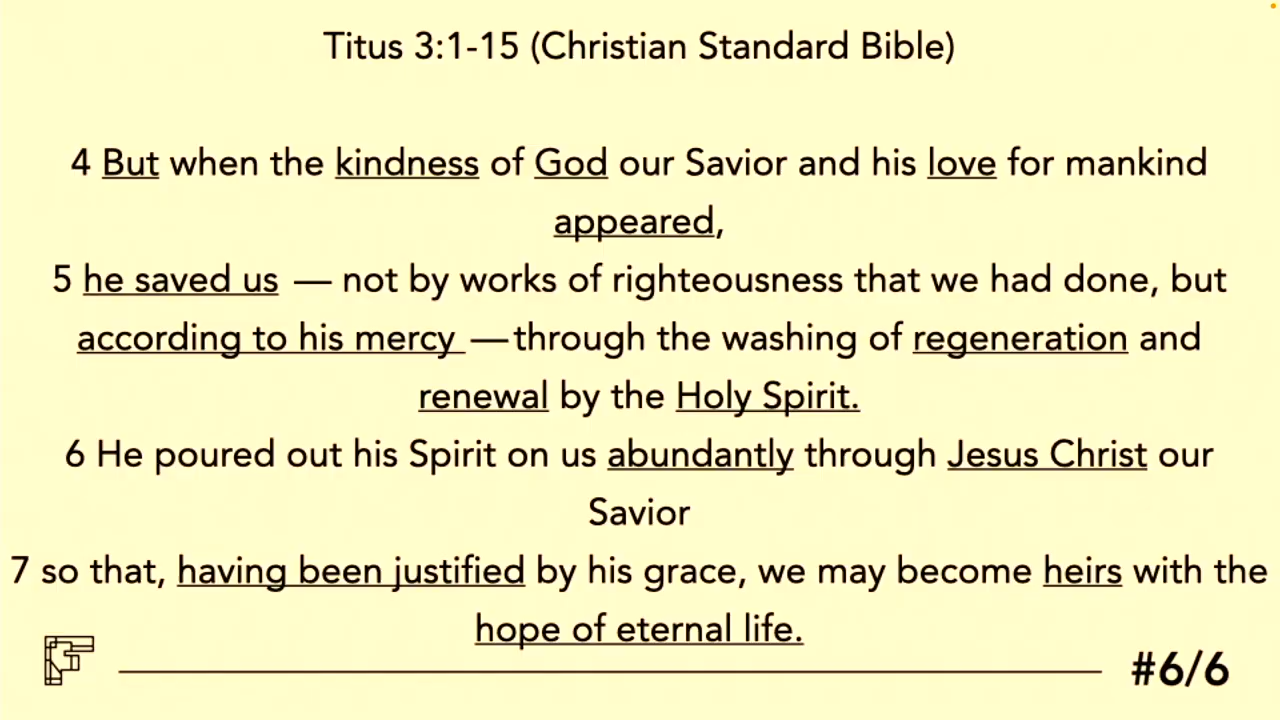 Titus 3:1-15 (Christian Standard Bible)
4 But when the kindness of God our Savior and his love for mankind
appeared,
5 he saved us — not by works of righteousness that we had done, but
according to his mercy —through the washing of regeneration and
renewal by the Holy Spirit.
6 He poured out his Spirit on us abundantly through Jesus Christ our
Savior
7 so that, having been justified by his grace, we may become heirs with the
hope of eternal life.
#6/6